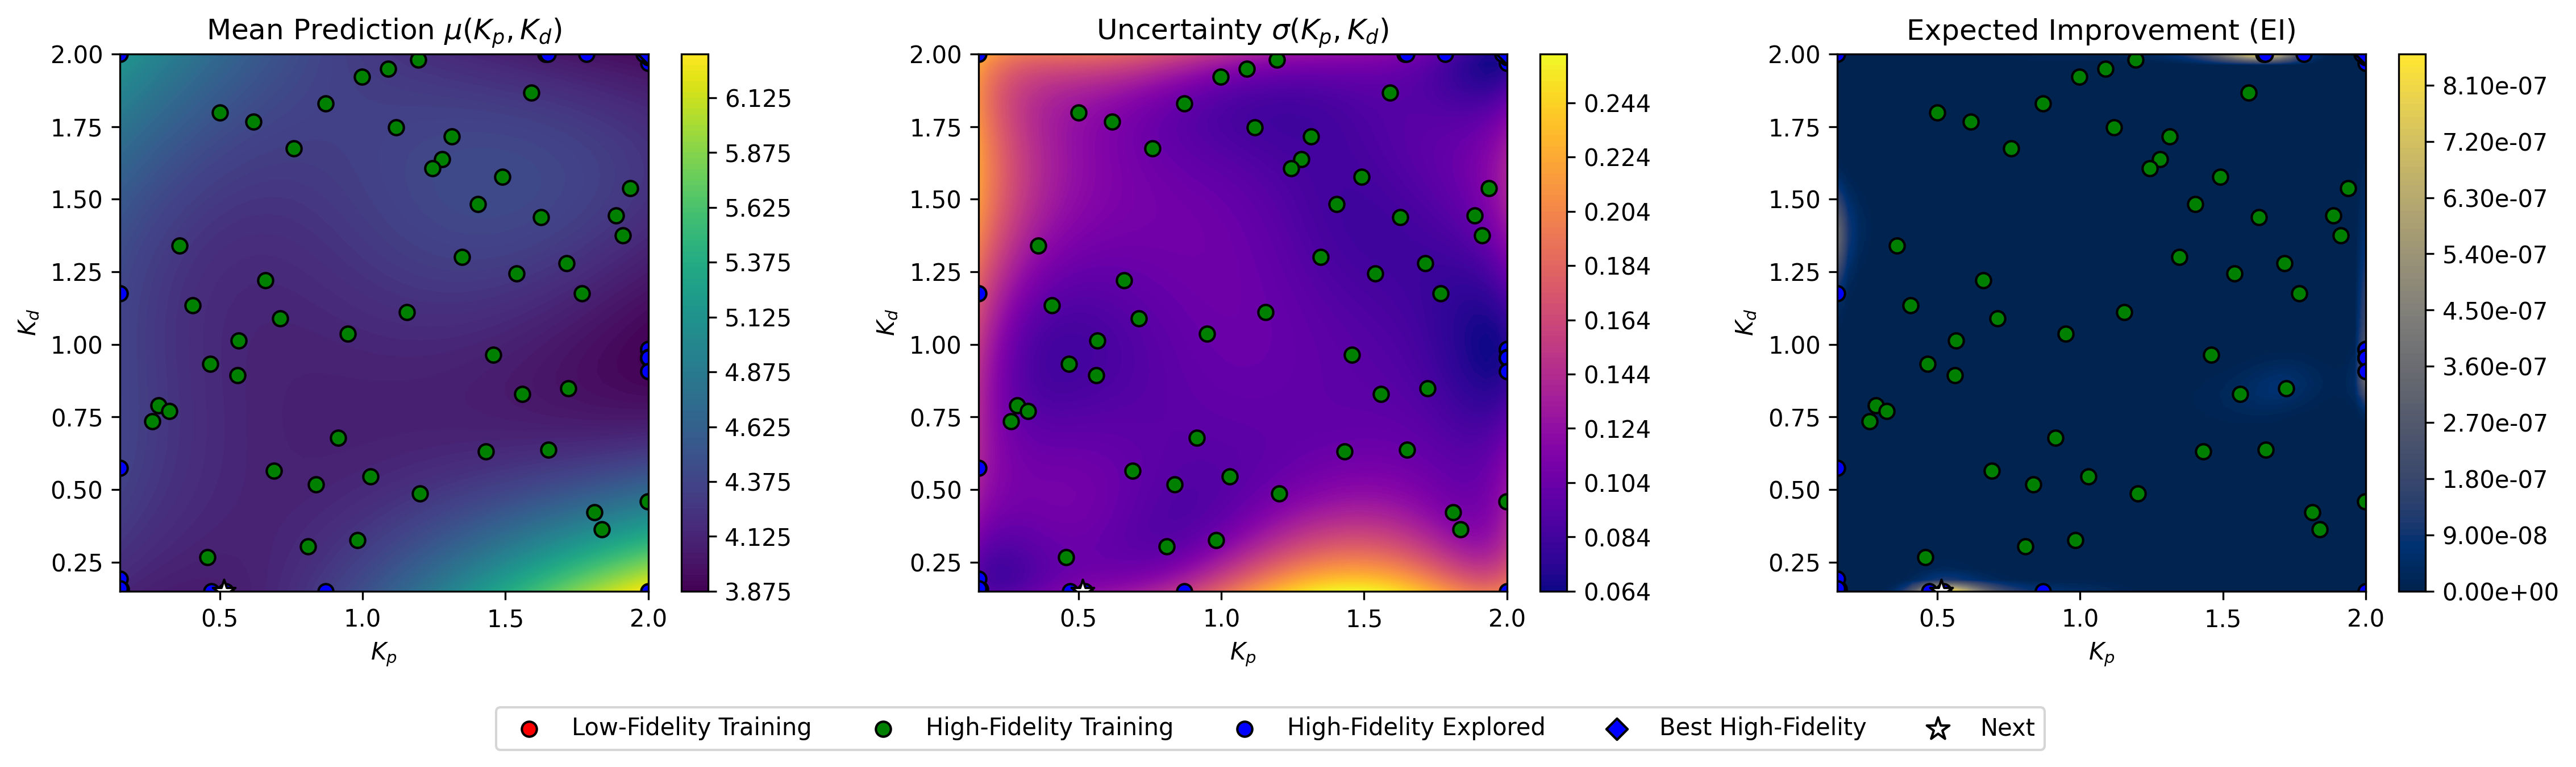 Mean Prediction μ(K_p, K_d)
Uncertainty σ(K_p, K_d)
Expected Improvement (EI)
K_d
2.00
1.75
1.50
1.25
1.00
0.75
0.50
0.25
0.5 1.0 1.5 2.0
K_p
6.125
5.875
5.625
5.375
5.125
4.875
4.625
4.375
4.125
3.875
K_d
2.00
1.75
1.50
1.25
1.00
0.75
0.50
0.25
0.5 1.0 1.5 2.0
K_p
0.244
0.224
0.204
0.184
0.164
0.144
0.124
0.104
0.084
0.064
K_d
2.00
1.75
1.50
1.25
1.00
0.75
0.50
0.25
0.5 1.0 1.5 2.0
K_p
8.10e-07
7.20e-07
6.30e-07
5.40e-07
4.50e-07
3.60e-07
2.70e-07
1.80e-07
9.00e-08
0.00e+00
Low-Fidelity Training High-Fidelity Training High-Fidelity Explored Best High-Fidelity Next